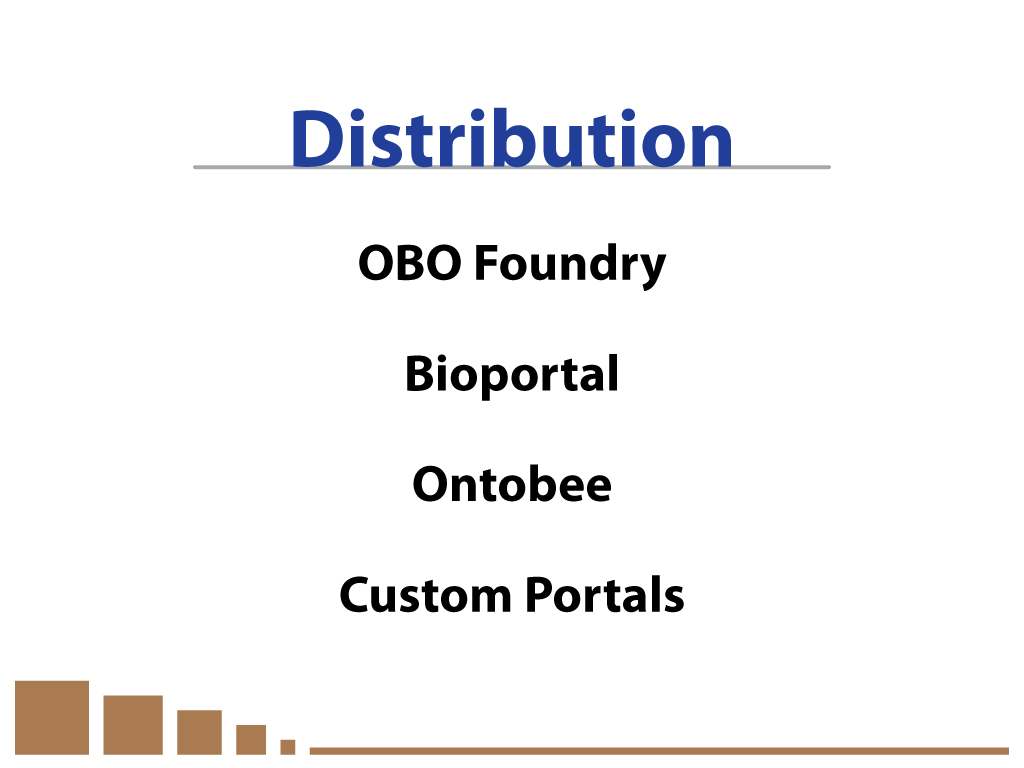 Distribution
OBO Foundry
Bioportal
Ontobee
Custom Portals